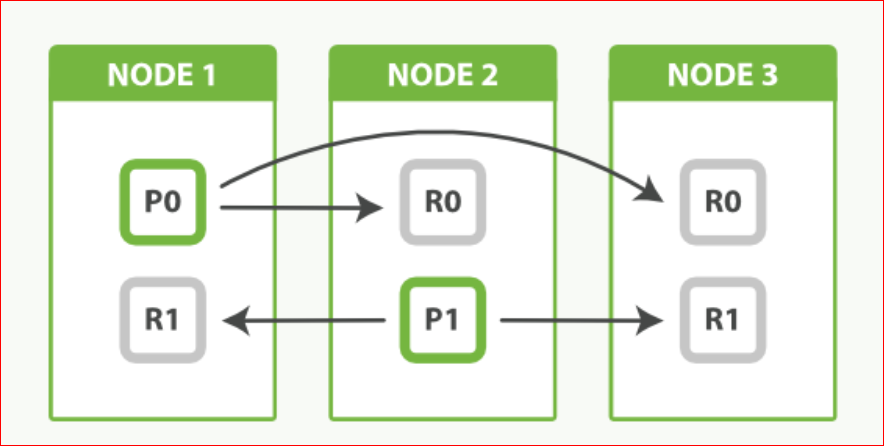 NODE 1
NODE 2
NODE 3
P0
R0
R0
R1
P1
R1